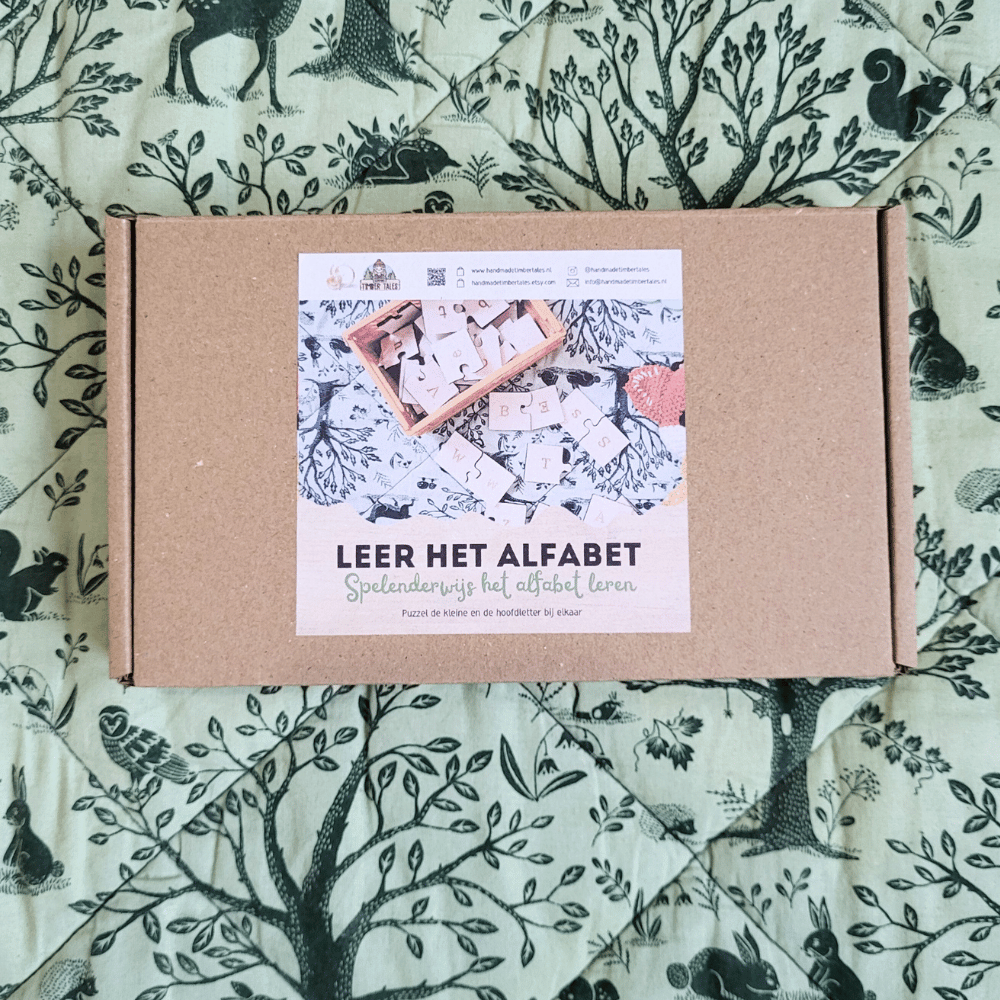 TIMBER TALES
www.handmadetimbertales.nl
@handmadetimbertales
handmadetimbertales.etsy.com
info@handmadetimbertales.nl
B E
S S
W
T
LEER HET ALFABET
Spelenderwijs het alfabet leren
Puzzel de kleine en de hoofdletter bij elkaar